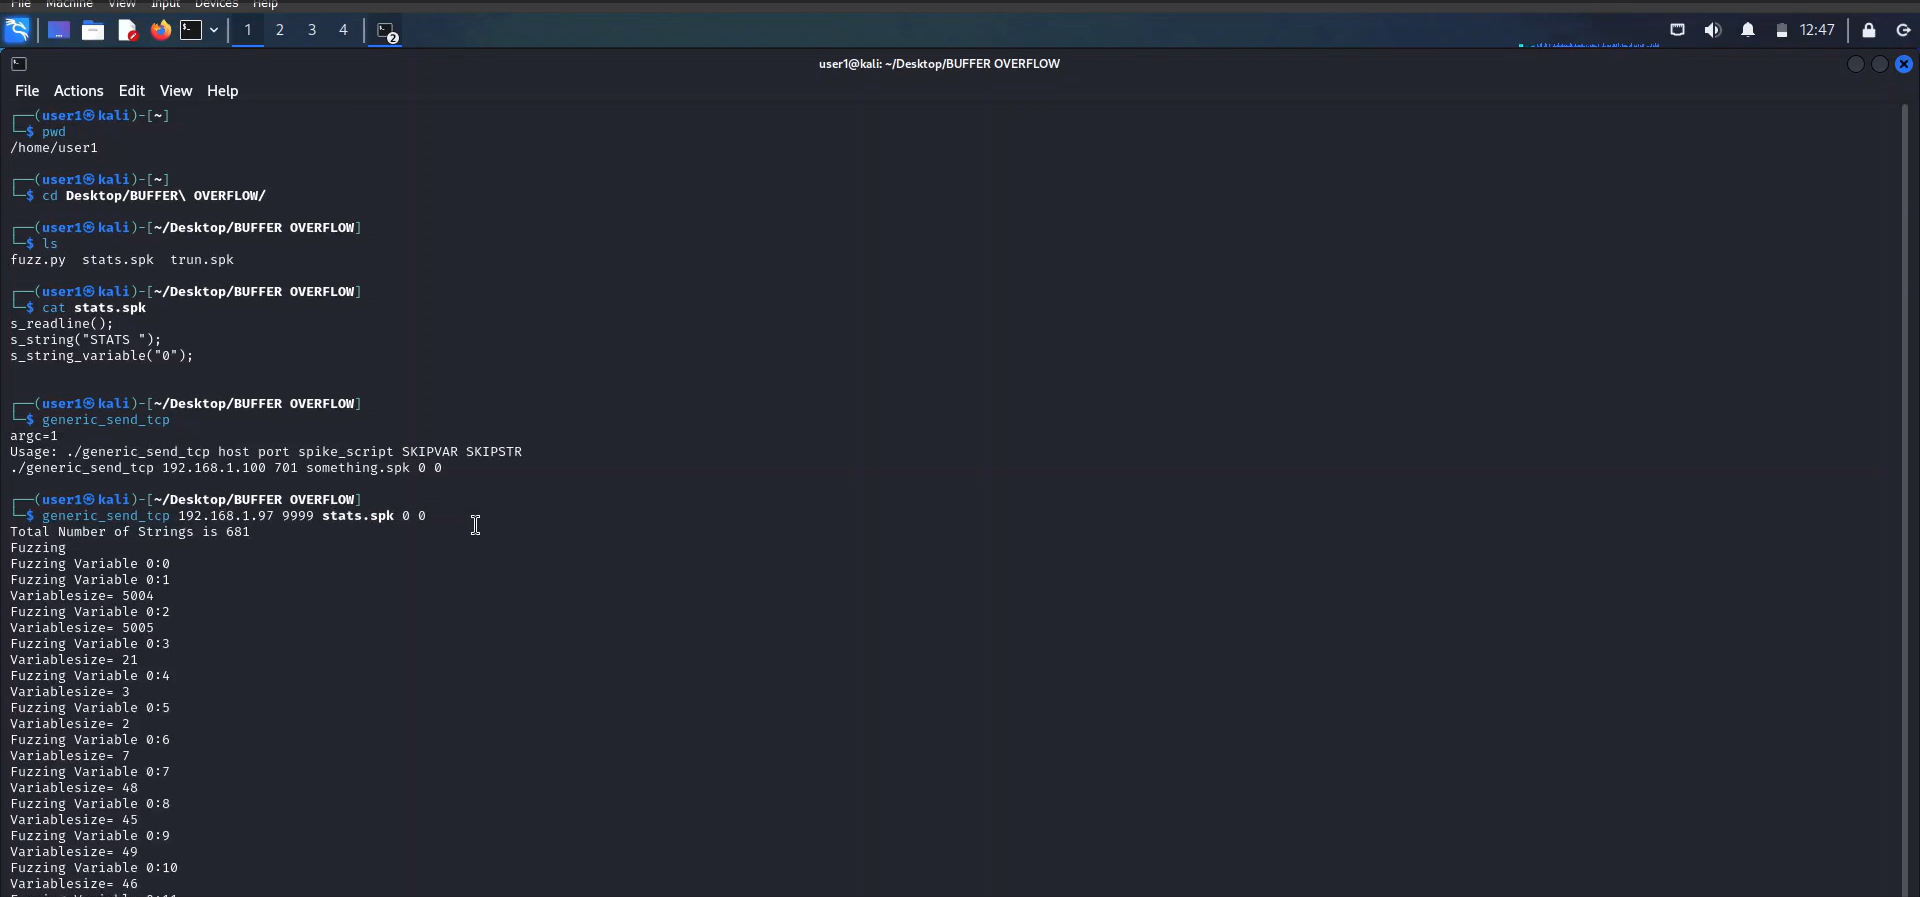 File Machine View Input Devices Help
1 2 3 4 2 12:47
user1@kali: ~/Desktop/BUFFER OVERFLOW
File Actions Edit View Help
┌──(user1㉿kali)-[~]
└─$ pwd
/home/user1
┌──(user1㉿kali)-[~]
└─$ cd Desktop/BUFFER\ OVERFLOW/
┌──(user1㉿kali)-[~/Desktop/BUFFER OVERFLOW]
└─$ ls
fuzz.py stats.spk trun.spk
┌──(user1㉿kali)-[~/Desktop/BUFFER OVERFLOW]
└─$ cat stats.spk
s_readline();
s_string("STATS ");
s_string_variable("0");
┌──(user1㉿kali)-[~/Desktop/BUFFER OVERFLOW]
└─$ generic_send_tcp
argc=1
Usage: ./generic_send_tcp host port spike_script SKIPVAR SKIPSTR
./generic_send_tcp 192.168.1.100 701 something.spk 0 0
┌──(user1㉿kali)-[~/Desktop/BUFFER OVERFLOW]
└─$ generic_send_tcp 192.168.1.97 9999 stats.spk 0 0
Total Number of Strings is 681
Fuzzing
Fuzzing Variable 0:0
Fuzzing Variable 0:1
Variablesize= 5004
Fuzzing Variable 0:2
Variablesize= 5005
Fuzzing Variable 0:3
Variablesize= 21
Fuzzing Variable 0:4
Variablesize= 3
Fuzzing Variable 0:5
Variablesize= 2
Fuzzing Variable 0:6
Variablesize= 7
Fuzzing Variable 0:7
Variablesize= 48
Fuzzing Variable 0:8
Variablesize= 45
Fuzzing Variable 0:9
Variablesize= 49
Fuzzing Variable 0:10
Variablesize= 46